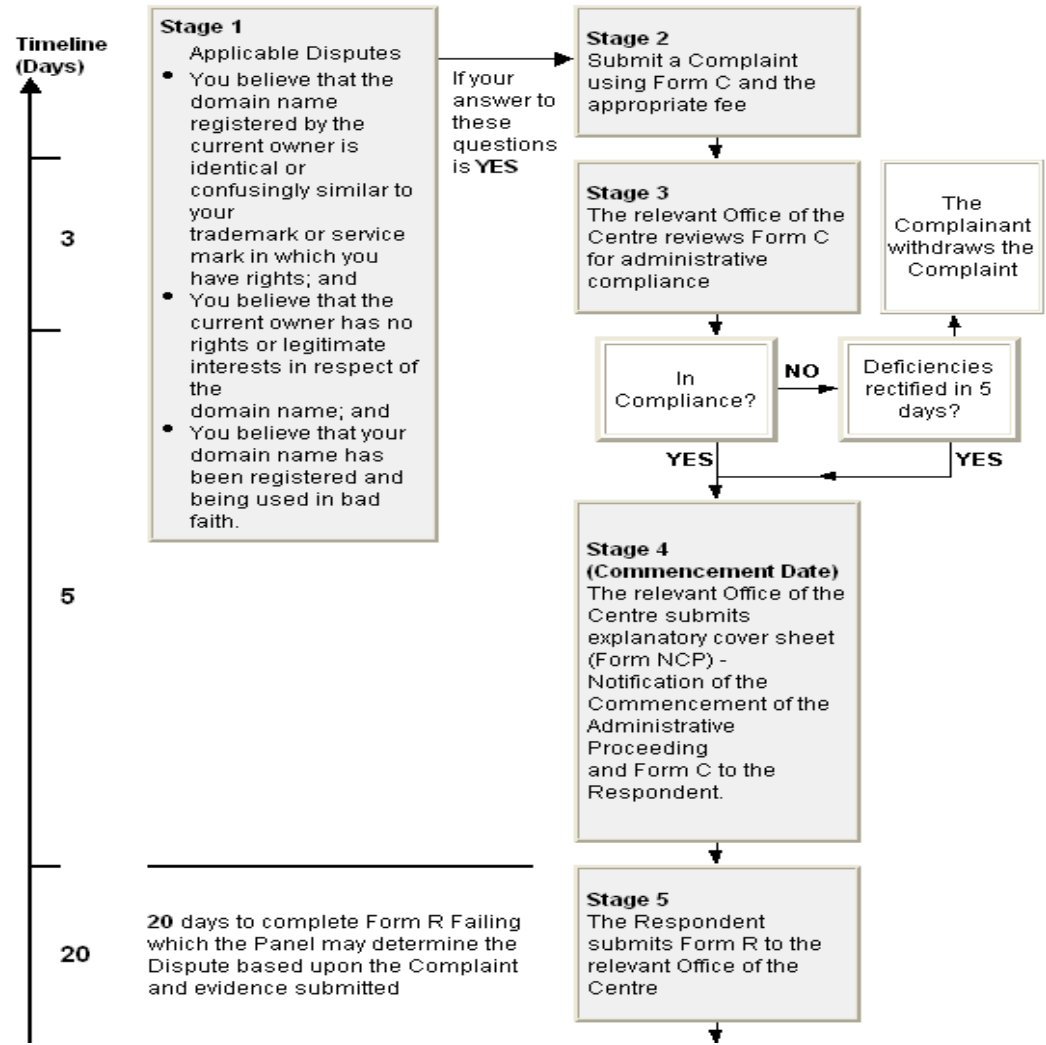 Timeline
(Days)
3
5
20
Stage 1
Applicable Disputes
• You believe that the
domain name
registered by the
current owner is
identical or
confusingly similar to
your
trademark or service
mark in which you
have rights; and
• You believe that the
current owner has no
rights or legitimate
interests in respect of
the
domain name; and
• You believe that your
domain name has
been registered and
being used in bad
faith.
If your
answer to
these
questions
is YES
Stage 2
Submit a Complaint
using Form C and the
appropriate fee
Stage 3
The relevant Office of the
Centre reviews Form C
for administrative
compliance
The
Complainant
withdraws the
Complaint
In
Compliance?
NO
Deficiencies
rectified in 5
days?
YES
YES
Stage 4
(Commencement Date)
The relevant Office of the
Centre submits
explanatory cover sheet
(Form NCP) -
Notification of the
Commencement of the
Administrative
Proceeding
and Form C to the
Respondent.
20 days to complete Form R Failing
which the Panel may determine the
Dispute based upon the Complaint
and evidence submitted
Stage 5
The Respondent
submits Form R to the
relevant Office of the
Centre